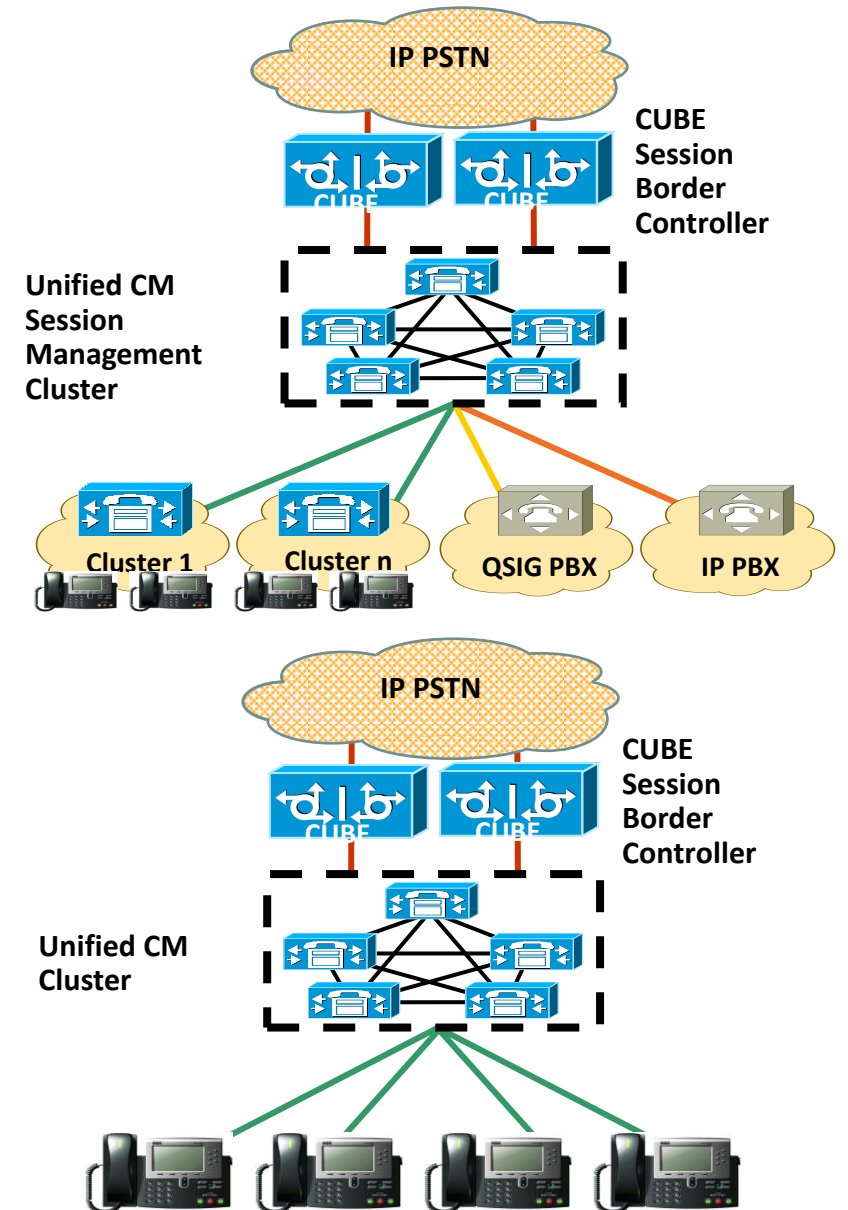 IP PSTN
CUBE
Session
Border
Controller
CUBE
CUBE
Unified CM
Session
Management
Cluster
Cluster 1
Cluster n
QSIG PBX
IP PBX
IP PSTN
CUBE
Session
Border
Controller
CUBE
CUBE
Unified CM
Cluster